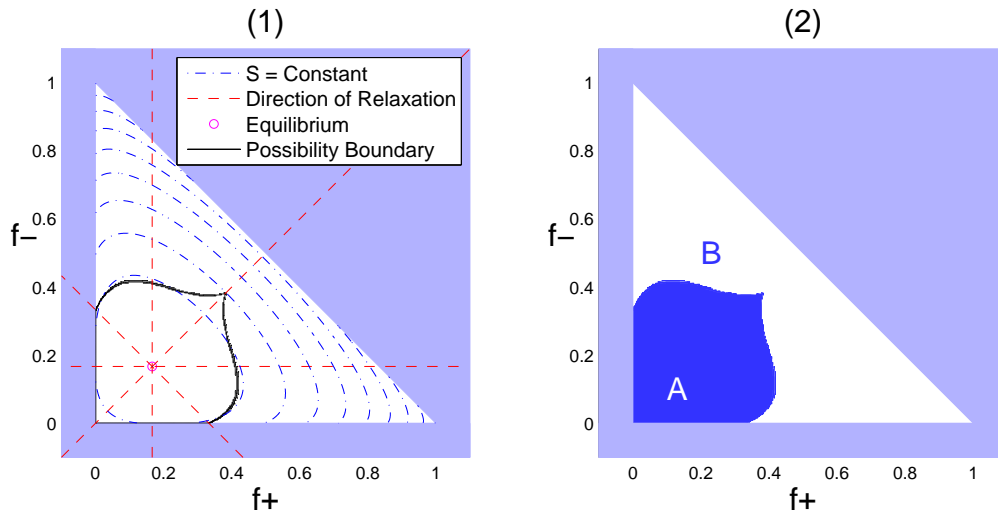 (1)
S = Constant
Direction of Relaxation
Equilibrium
Possibility Boundary
1
0.8
0.6
0.4
0.2
0
f−
0
0.2
0.4
0.6
0.8
1
f+
(2)
1
0.8
0.6
0.4
0.2
0
f−
B
A
0
0.2
0.4
0.6
0.8
1
f+